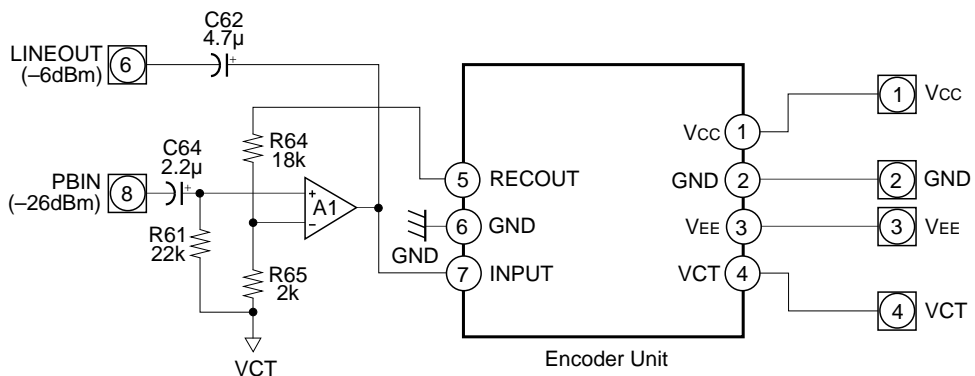 C62
4.7µ
+
LINEOUT
(–6dBm)
6
R64
18k
C64
2.2µ
+
PBIN
(–26dBm)
8
R61
22k
+
–
A1
R65
2k
VCT
5 RECOUT
GND
6 GND
7 INPUT
VCC 1
GND 2
VEE 3
VCT 4
Encoder Unit
1 VCC
2 GND
3 VEE
4 VCT